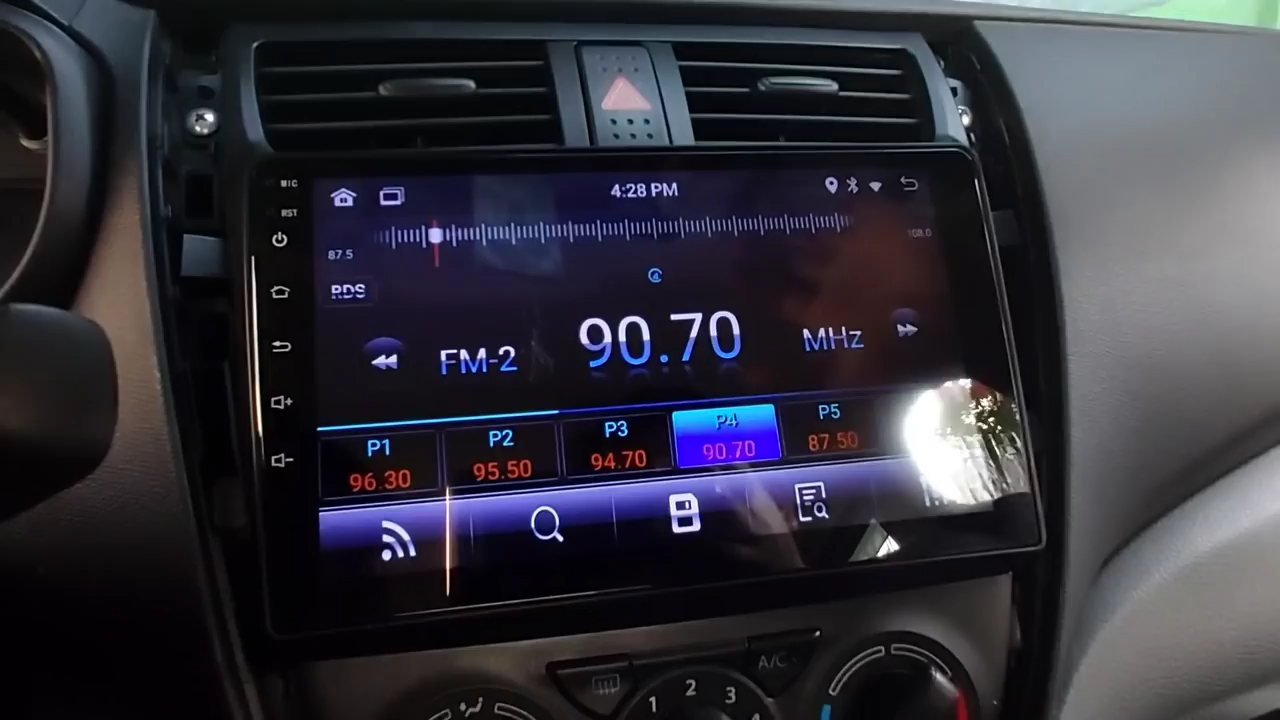 MIC
4:28 PM
RST
87.5
108.0
RDS
FM-2 90.70 MHz
P1 P2 P3 P4 P5
96.30 95.50 94.70 90.70 87.50
A/C
1 2 3